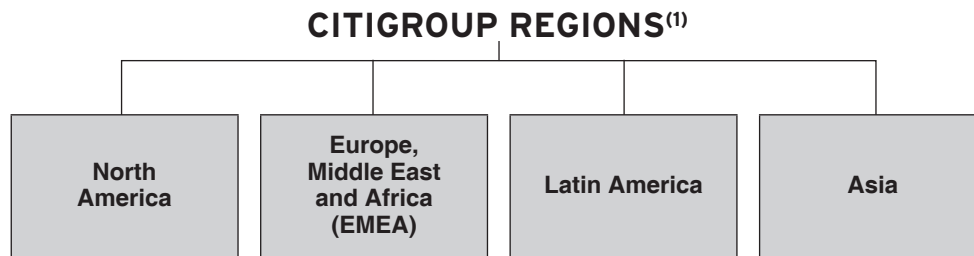 CITIGROUP REGIONS(1)
North
America
Europe,
Middle East
and Africa
(EMEA)
Latin America
Asia